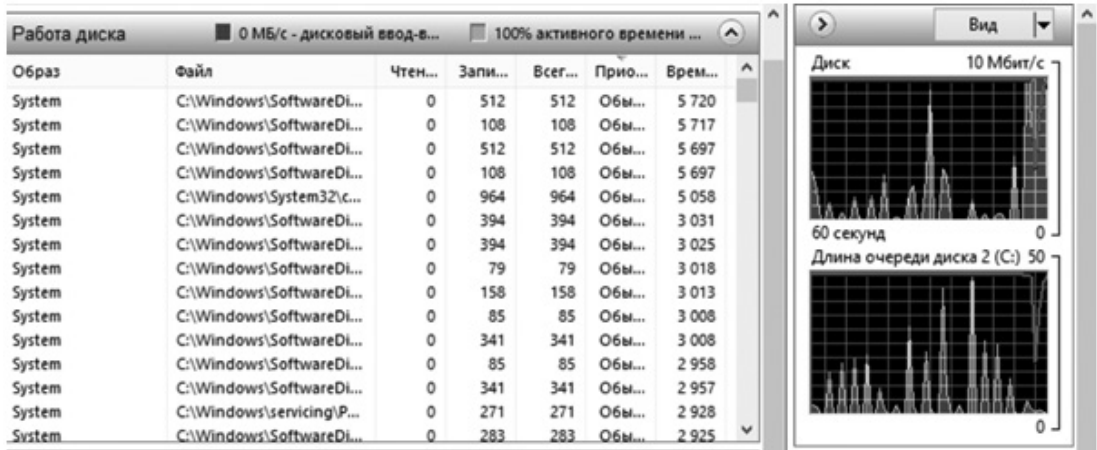 Работа диска 0 МБ/с - дисковый ввод-в... 100% активного времени ...
Образ Файл Чтен... Запи... Всег... Прио... Врем...
System C:\Windows\SoftwareDi... 0 512 512 Обы... 5 720
System C:\Windows\SoftwareDi... 0 108 108 Обы... 5 717
System C:\Windows\SoftwareDi... 0 512 512 Обы... 5 697
System C:\Windows\SoftwareDi... 0 108 108 Обы... 5 697
System C:\Windows\System32\c... 0 964 964 Обы... 5 058
System C:\Windows\SoftwareDi... 0 394 394 Обы... 3 031
System C:\Windows\SoftwareDi... 0 394 394 Обы... 3 025
System C:\Windows\SoftwareDi... 0 79 79 Обы... 3 018
System C:\Windows\SoftwareDi... 0 158 158 Обы... 3 013
System C:\Windows\SoftwareDi... 0 85 85 Обы... 3 008
System C:\Windows\SoftwareDi... 0 341 341 Обы... 3 008
System C:\Windows\SoftwareDi... 0 85 85 Обы... 2 958
System C:\Windows\SoftwareDi... 0 341 341 Обы... 2 957
System C:\Windows\servicing\P... 0 271 271 Обы... 2 928
System C:\Windows\SoftwareDi... 0 283 283 Обы... 2 925
Вид
Диск 10 Мбит/с
60 секунд 0
Длина очереди диска 2 (C:) 50
0